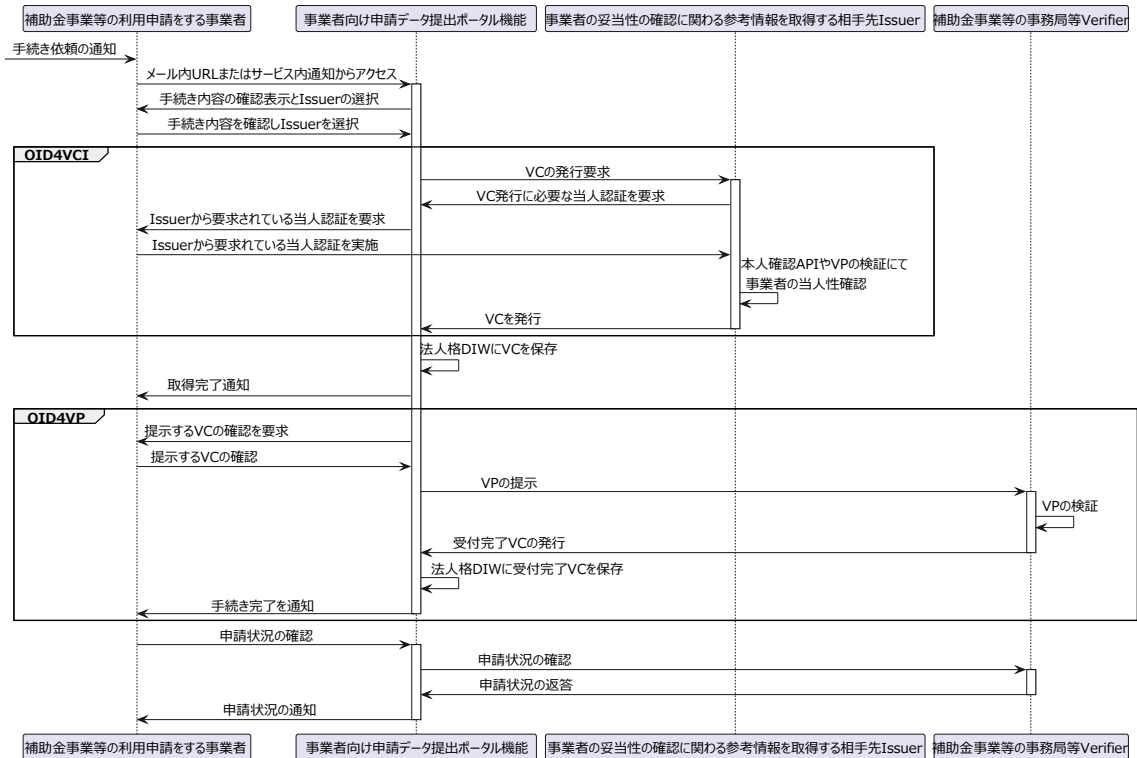 補助金事業等の利用申請をする事業者
事業者向け申請データ提出ポータル機能
事業者の妥当性の確認に関わる参考情報を取得する相手先Issuer
補助金事業等の事務局等Verifier
手続き依頼の通知
メール内URLまたはサービス内通知からアクセス
手続き内容の確認表示とIssuerの選択
手続き内容を確認しIssuerを選択
OID4VCI
VCの発行要求
VC発行に必要な当人認証を要求
Issuerから要求されている当人認証を要求
Issuerから要求れている当人認証を実施
本人確認APIやVPの検証にて
事業者の当人性確認
VCを発行
法人格DIWにVCを保存
取得完了通知
OID4VP
提示するVCの確認を要求
提示するVCの確認
VPの提示
VPの検証
受付完了VCの発行
法人格DIWに受付完了VCを保存
手続き完了を通知
申請状況の確認
申請状況の確認
申請状況の返答
申請状況の通知
補助金事業等の利用申請をする事業者
事業者向け申請データ提出ポータル機能
事業者の妥当性の確認に関わる参考情報を取得する相手先Issuer
補助金事業等の事務局等Verifier